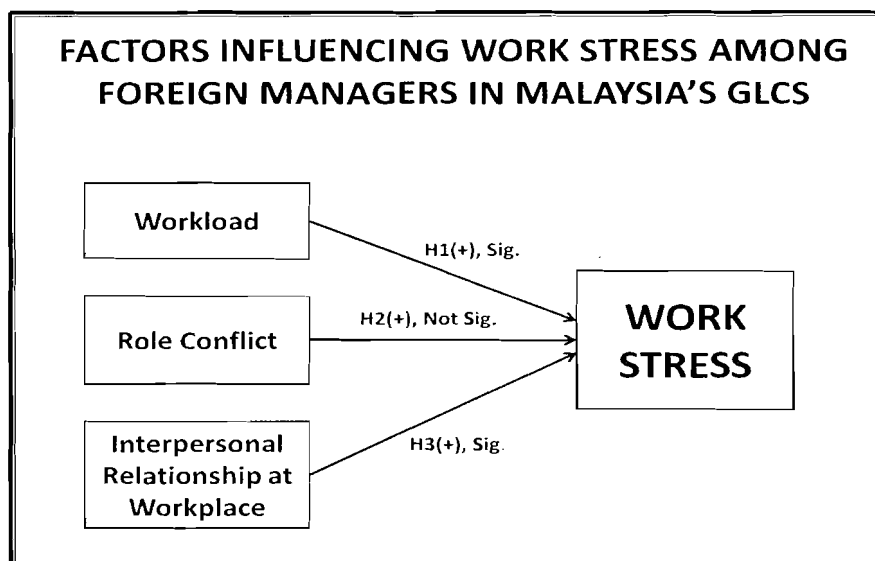 FACTORS INFLUENCING WORK STRESS AMONG
FOREIGN MANAGERS IN MALAYSIA'S GLCS
Workload
H1(+), Sig.
Role Conflict
H2(+), Not Sig.
WORK
STRESS
Interpersonal
Relationship at
Workplace
H3(+), Sig.